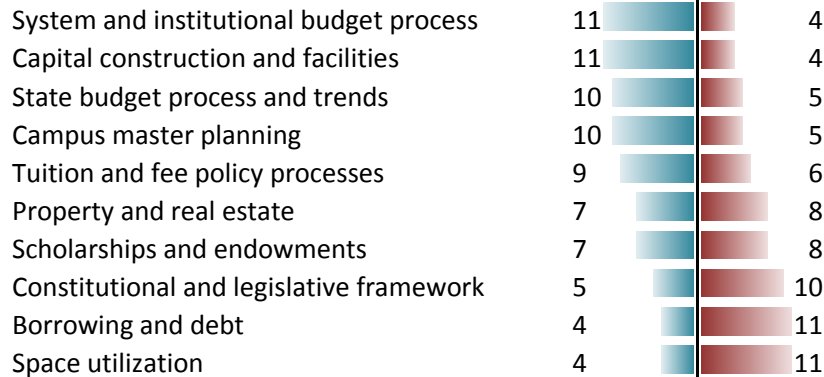 System and institutional budget process 11 4
Capital construction and facilities 11 4
State budget process and trends 10 5
Campus master planning 10 5
Tuition and fee policy processes 9 6
Property and real estate 7 8
Scholarships and endowments 7 8
Constitutional and legislative framework 5 10
Borrowing and debt 4 11
Space utilization 4 11